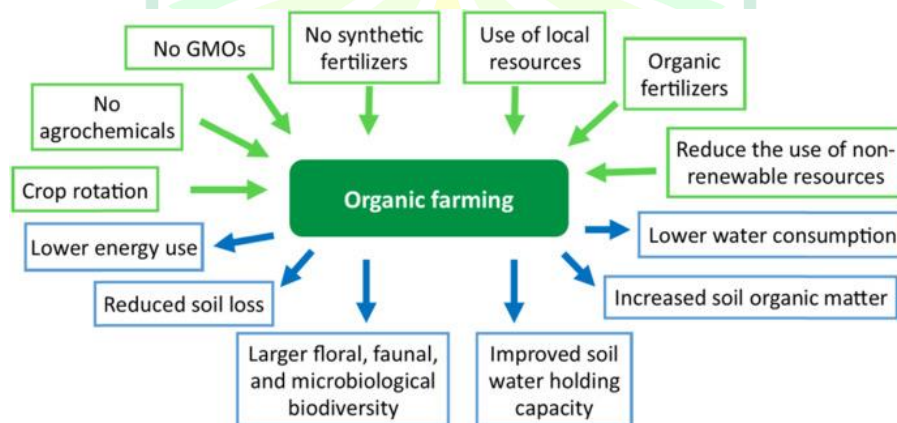 No GMOs
No synthetic
fertilizers
Use of local
resources
Organic
fertilizers
No
agrochemicals
Reduce the use of non-
renewable resources
Crop rotation
Organic farming
Lower energy use
Lower water consumption
Reduced soil loss
Increased soil organic matter
Larger floral, faunal,
and microbiological
biodiversity
Improved soil
water holding
capacity